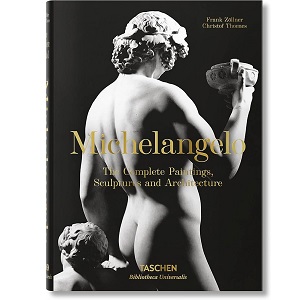 Frank Zöllner
Christof Thoenes
Michelangelo
The Complete Paintings,
Sculptures and Architecture
TASCHEN
Bibliotheca Universalis